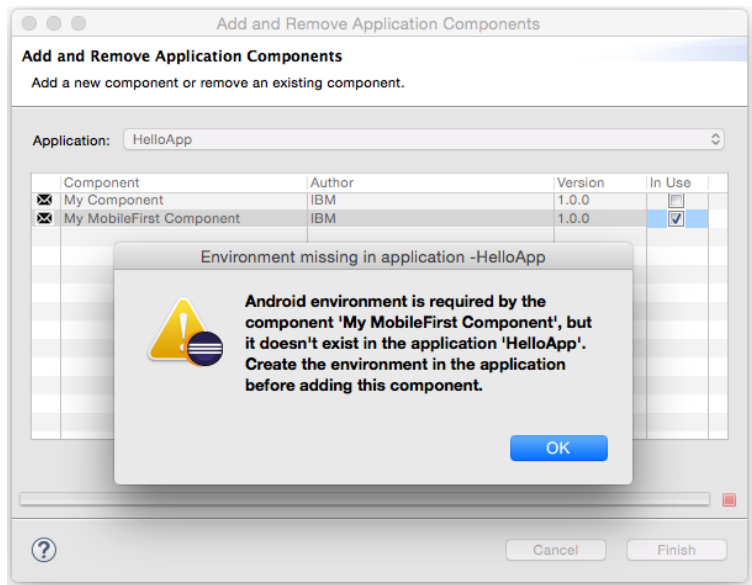 Add and Remove Application Components
Add and Remove Application Components
Add a new component or remove an existing component.
Application: HelloApp
Component Author Version In Use
My Component IBM 1.0.0
My MobileFirst Component IBM 1.0.0
Environment missing in application -HelloApp
Android environment is required by the
component 'My MobileFirst Component', but
it doesn't exist in the application 'HelloApp'.
Create the environment in the application
before adding this component.
OK
?
Cancel Finish